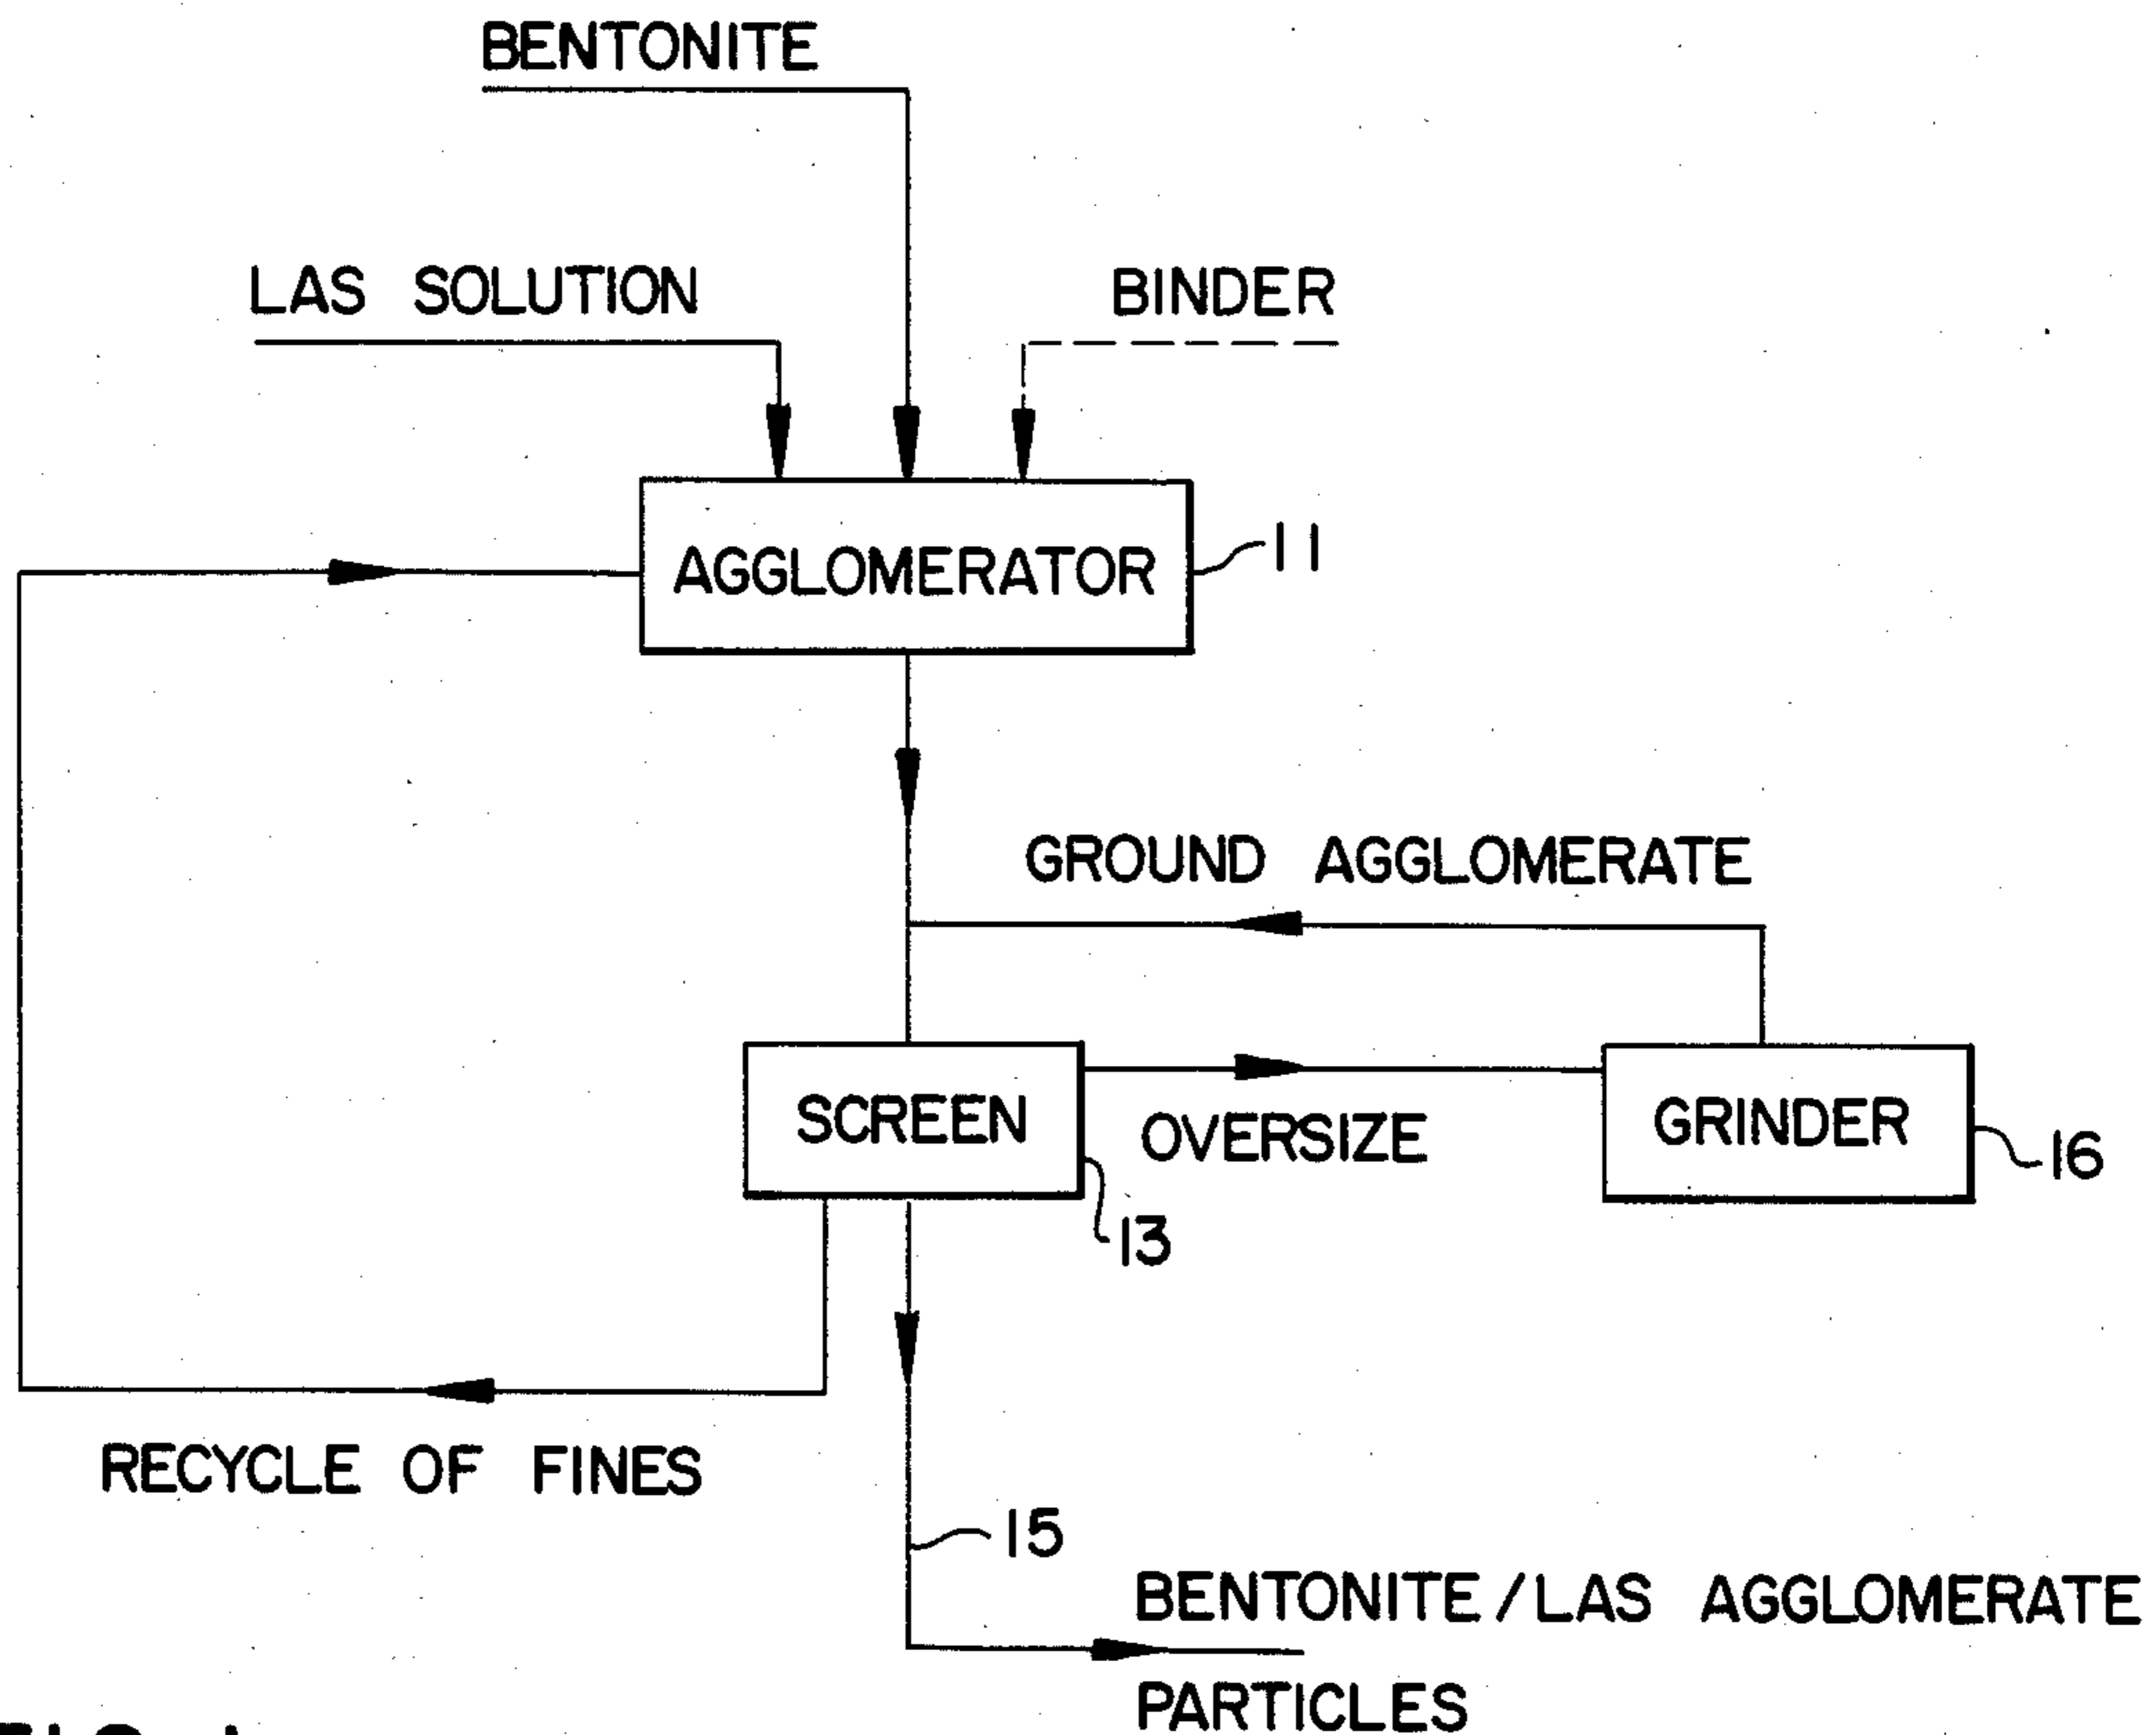 BENTONITE
LAS SOLUTION
BINDER
AGGLOMERATOR
11
GROUND AGGLOMERATE
SCREEN
OVERSIZE
GRINDER
16
13
RECYCLE OF FINES
15
BENTONITE/LAS AGGLOMERATE
PARTICLES